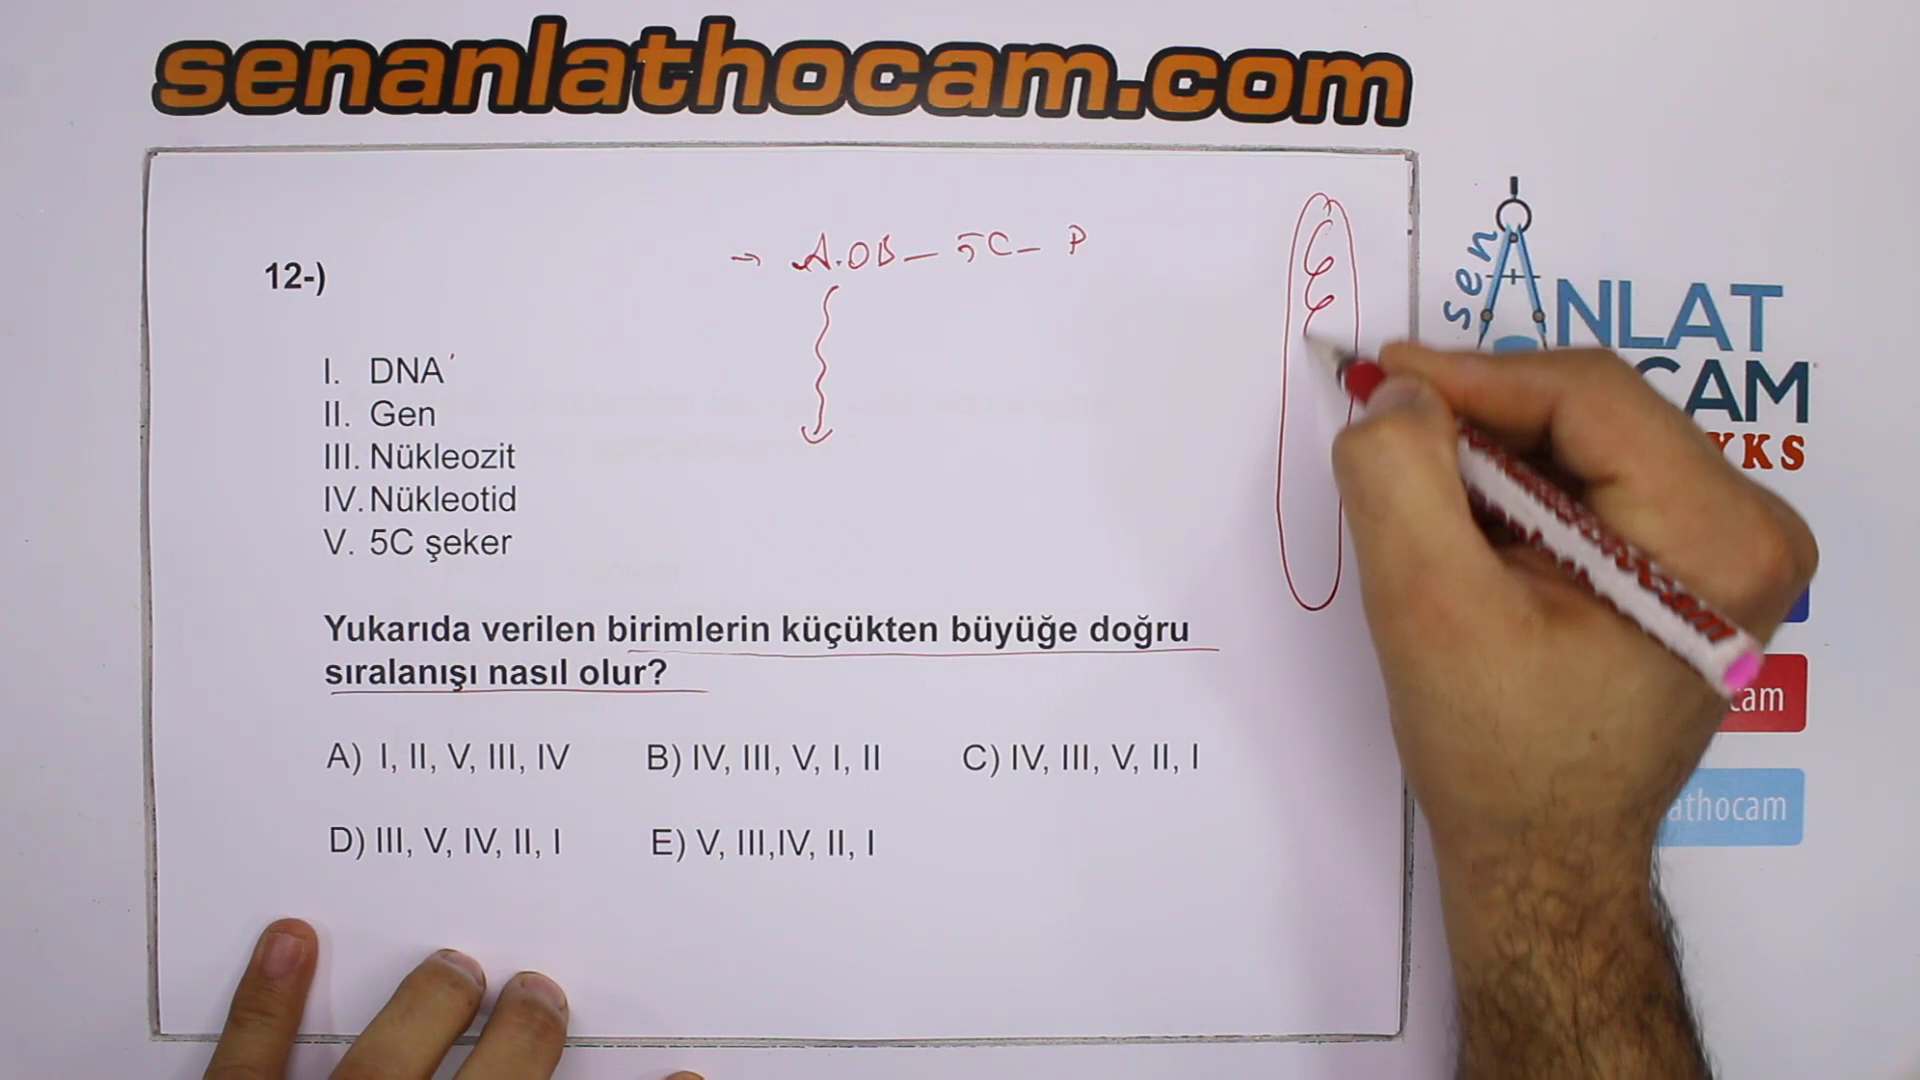 senanlathocam.com
12-)
→ A.OB – 5C – P
I. DNA
II. Gen
III. Nükleozit
IV. Nükleotid
V. 5C şeker
Yukarıda verilen birimlerin küçükten büyüğe doğru
sıralanışı nasıl olur?
A) I, II, V, III, IV B) IV, III, V, I, II C) IV, III, V, II, I
D) III, V, IV, II, I E) V, III,IV, II, I
sen
ANLAT
CAM
YKS
cam
athocam